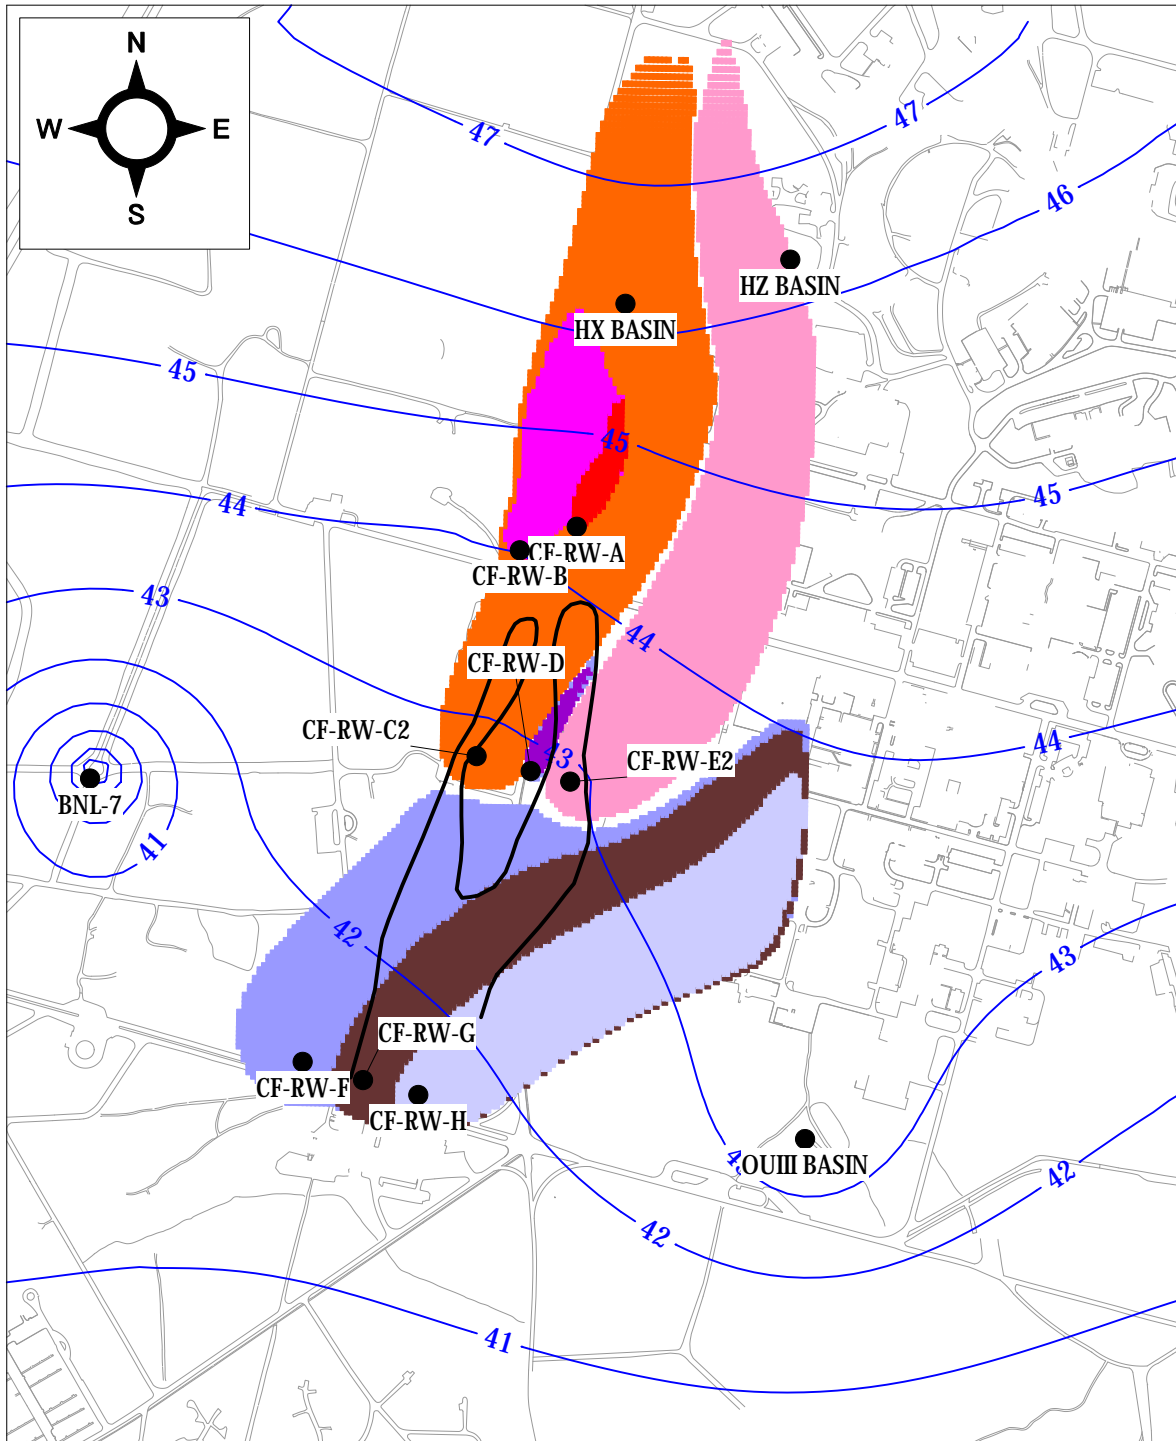 N
W E
S
47
47
46
HZ BASIN
HX BASIN
45
45
45
44
CF-RW-A
CF-RW-B
43
44
CF-RW-D
CF-RW-C2
44
43
CF-RW-E2
BNL-7
41
42
43
CF-RW-G
CF-RW-F
CF-RW-H
OUIII BASIN
42
42
41